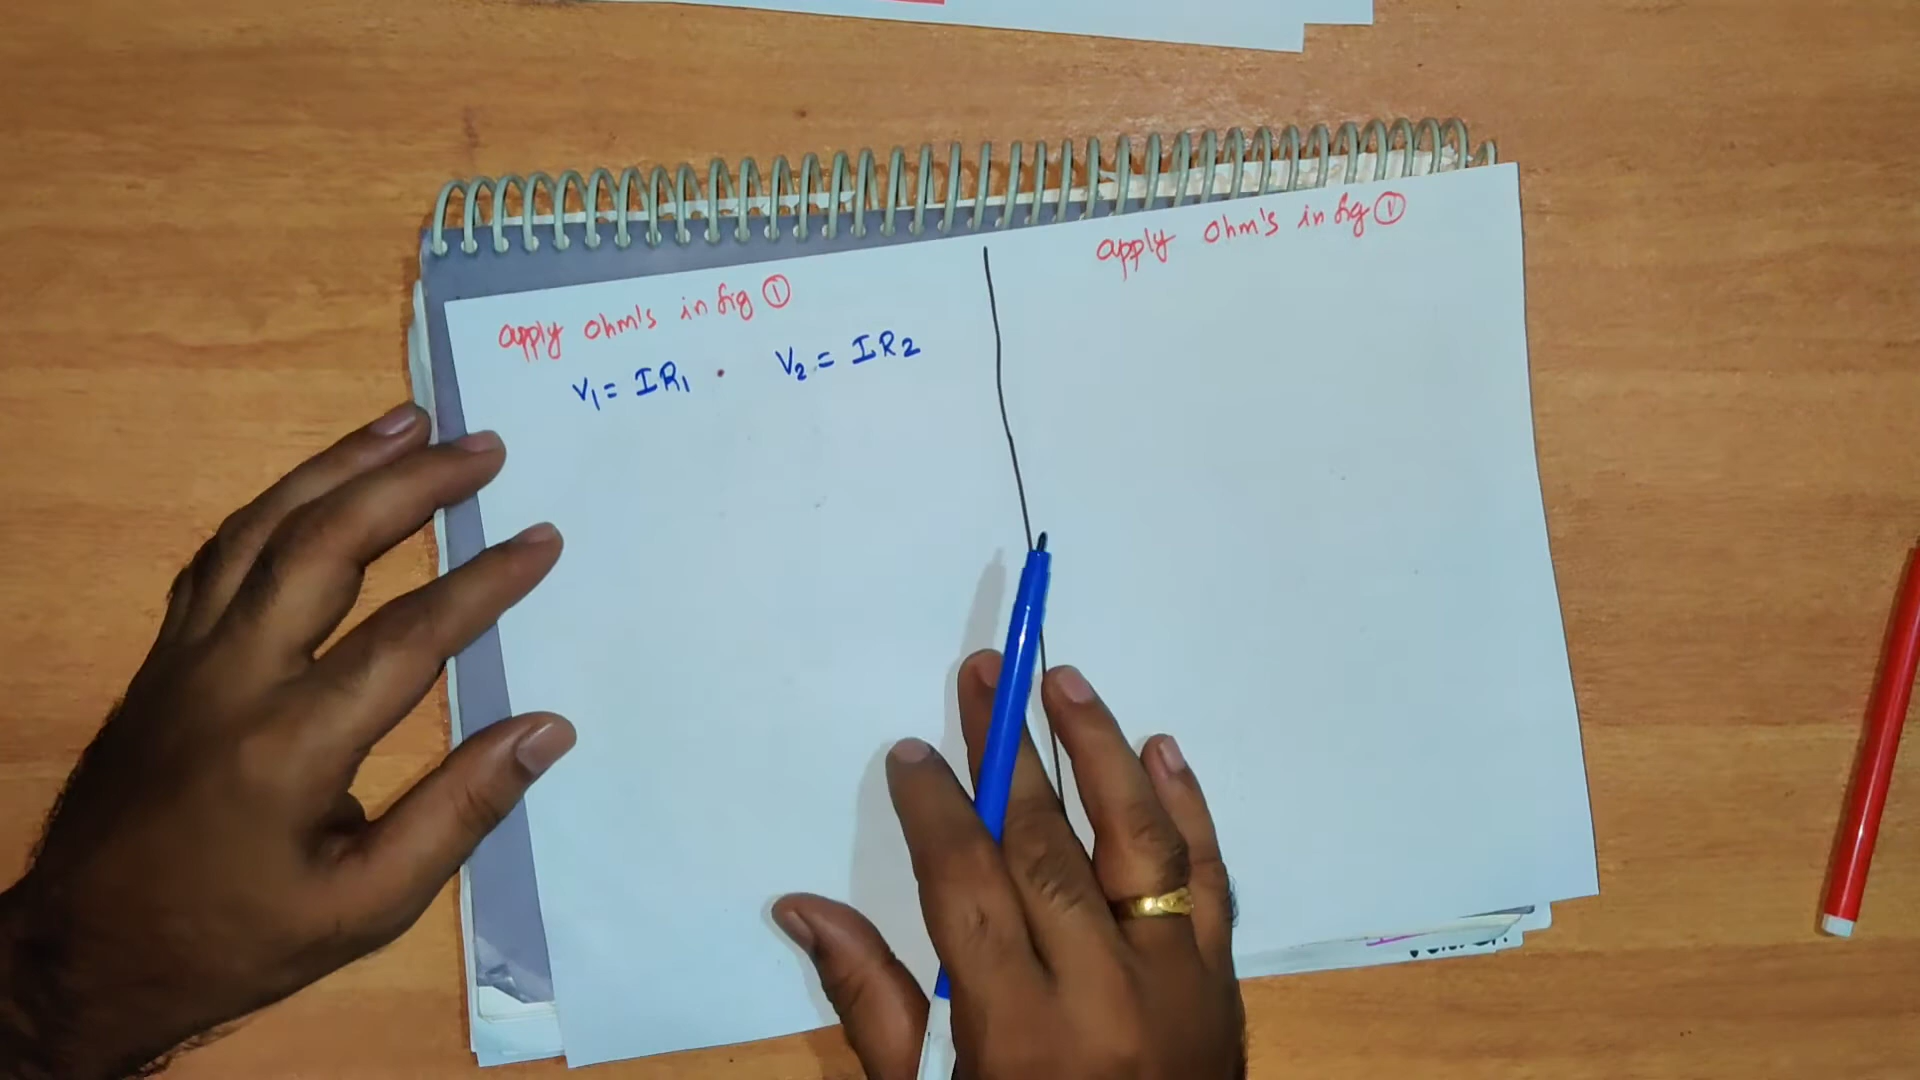 apply ohm's in fig ①
V₁ = IR₁ . V₂ = IR₂
apply ohm's in fig ①